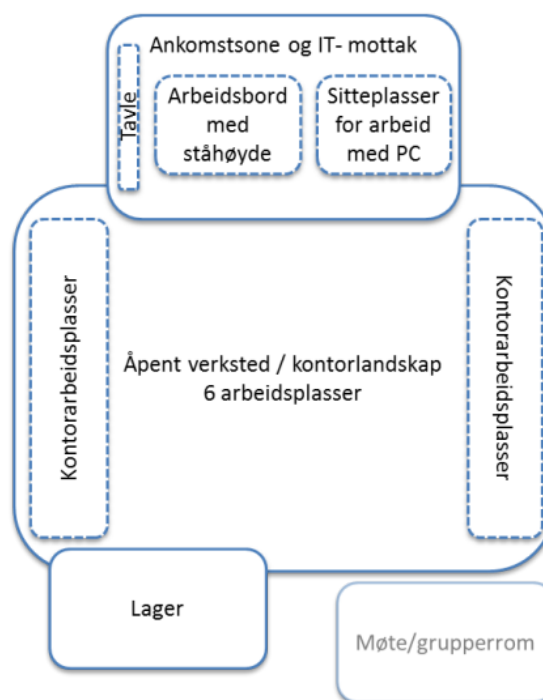 Ankomstsone og IT- mottak
Tavle
Arbeidsbord
med
ståhøyde
Sitteplasser
for arbeid
med PC
Kontorarbeidsplasser
Åpent verksted / kontorlandskap
6 arbeidsplasser
Kontorarbeidsplasser
Lager
Møte/grupperrom